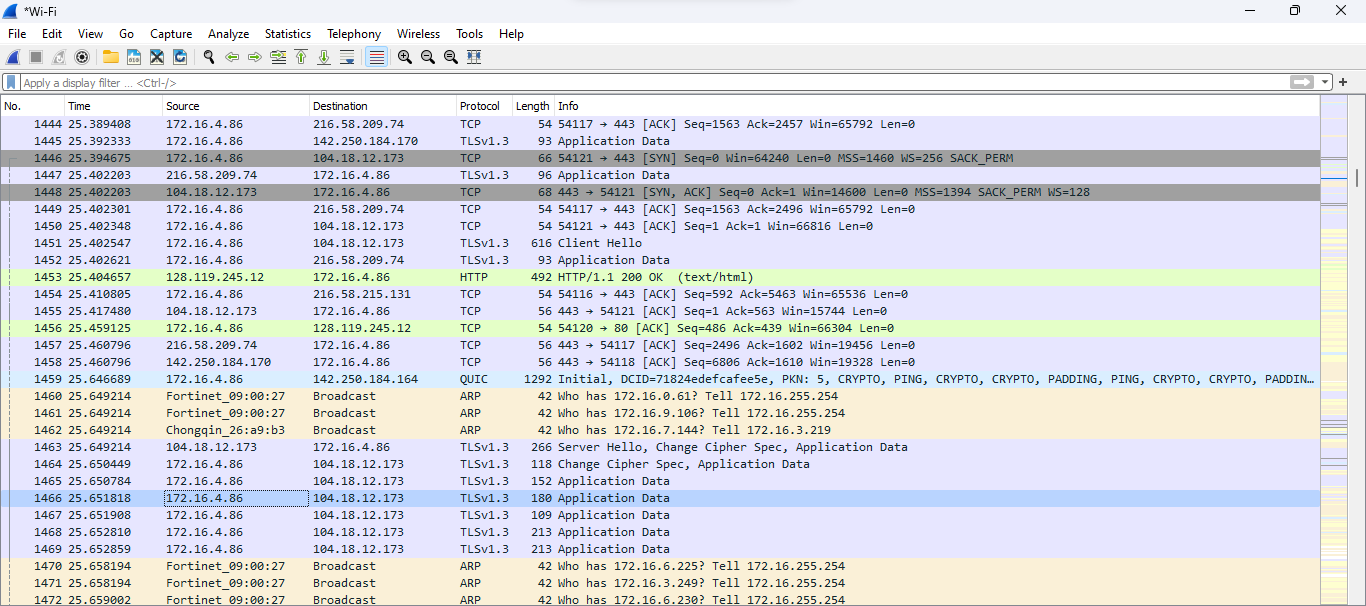 *Wi-Fi
File Edit View Go Capture Analyze Statistics Telephony Wireless Tools Help
Apply a display filter ... <Ctrl-/>
No. Time Source Destination Protocol Length Info
1444 25.389408 172.16.4.86 216.58.209.74 TCP 54 54117 → 443 [ACK] Seq=1563 Ack=2457 Win=65792 Len=0
1445 25.392333 172.16.4.86 142.250.184.170 TLSv1.3 93 Application Data
1446 25.394675 172.16.4.86 104.18.12.173 TCP 66 54121 → 443 [SYN] Seq=0 Win=64240 Len=0 MSS=1460 WS=256 SACK_PERM
1447 25.402203 216.58.209.74 172.16.4.86 TLSv1.3 96 Application Data
1448 25.402203 104.18.12.173 172.16.4.86 TCP 68 443 → 54121 [SYN, ACK] Seq=0 Ack=1 Win=14600 Len=0 MSS=1394 SACK_PERM WS=128
1449 25.402301 172.16.4.86 216.58.209.74 TCP 54 54117 → 443 [ACK] Seq=1563 Ack=2496 Win=65792 Len=0
1450 25.402348 172.16.4.86 104.18.12.173 TCP 54 54121 → 443 [ACK] Seq=1 Ack=1 Win=66816 Len=0
1451 25.402547 172.16.4.86 104.18.12.173 TLSv1.3 616 Client Hello
1452 25.402621 172.16.4.86 216.58.209.74 TLSv1.3 93 Application Data
1453 25.404657 128.119.245.12 172.16.4.86 HTTP 492 HTTP/1.1 200 OK  (text/html)
1454 25.410805 172.16.4.86 216.58.215.131 TCP 54 54116 → 443 [ACK] Seq=592 Ack=5463 Win=65536 Len=0
1455 25.417480 104.18.12.173 172.16.4.86 TCP 56 443 → 54121 [ACK] Seq=1 Ack=563 Win=15744 Len=0
1456 25.459125 172.16.4.86 128.119.245.12 TCP 54 54120 → 80 [ACK] Seq=486 Ack=439 Win=66304 Len=0
1457 25.460796 216.58.209.74 172.16.4.86 TCP 56 443 → 54117 [ACK] Seq=2496 Ack=1602 Win=19456 Len=0
1458 25.460796 142.250.184.170 172.16.4.86 TCP 56 443 → 54118 [ACK] Seq=6806 Ack=1610 Win=19328 Len=0
1459 25.646689 172.16.4.86 142.250.184.164 QUIC 1292 Initial, DCID=71824edefcafee5e, PKN: 5, CRYPTO, PING, CRYPTO, CRYPTO, PADDING, PING, CRYPTO, CRYPTO, PADDIN…
1460 25.649214 Fortinet_09:00:27 Broadcast ARP 42 Who has 172.16.0.61? Tell 172.16.255.254
1461 25.649214 Fortinet_09:00:27 Broadcast ARP 42 Who has 172.16.9.106? Tell 172.16.255.254
1462 25.649214 Chongqin_26:a9:b3 Broadcast ARP 42 Who has 172.16.7.144? Tell 172.16.3.219
1463 25.649214 104.18.12.173 172.16.4.86 TLSv1.3 266 Server Hello, Change Cipher Spec, Application Data
1464 25.650449 172.16.4.86 104.18.12.173 TLSv1.3 118 Change Cipher Spec, Application Data
1465 25.650784 172.16.4.86 104.18.12.173 TLSv1.3 152 Application Data
1466 25.651818 172.16.4.86 104.18.12.173 TLSv1.3 180 Application Data
1467 25.651908 172.16.4.86 104.18.12.173 TLSv1.3 109 Application Data
1468 25.652810 172.16.4.86 104.18.12.173 TLSv1.3 213 Application Data
1469 25.652859 172.16.4.86 104.18.12.173 TLSv1.3 213 Application Data
1470 25.658194 Fortinet_09:00:27 Broadcast ARP 42 Who has 172.16.6.225? Tell 172.16.255.254
1471 25.658194 Fortinet_09:00:27 Broadcast ARP 42 Who has 172.16.3.249? Tell 172.16.255.254
1472 25.659002 Fortinet_09:00:27 Broadcast ARP 42 Who has 172.16.6.230? Tell 172.16.255.254